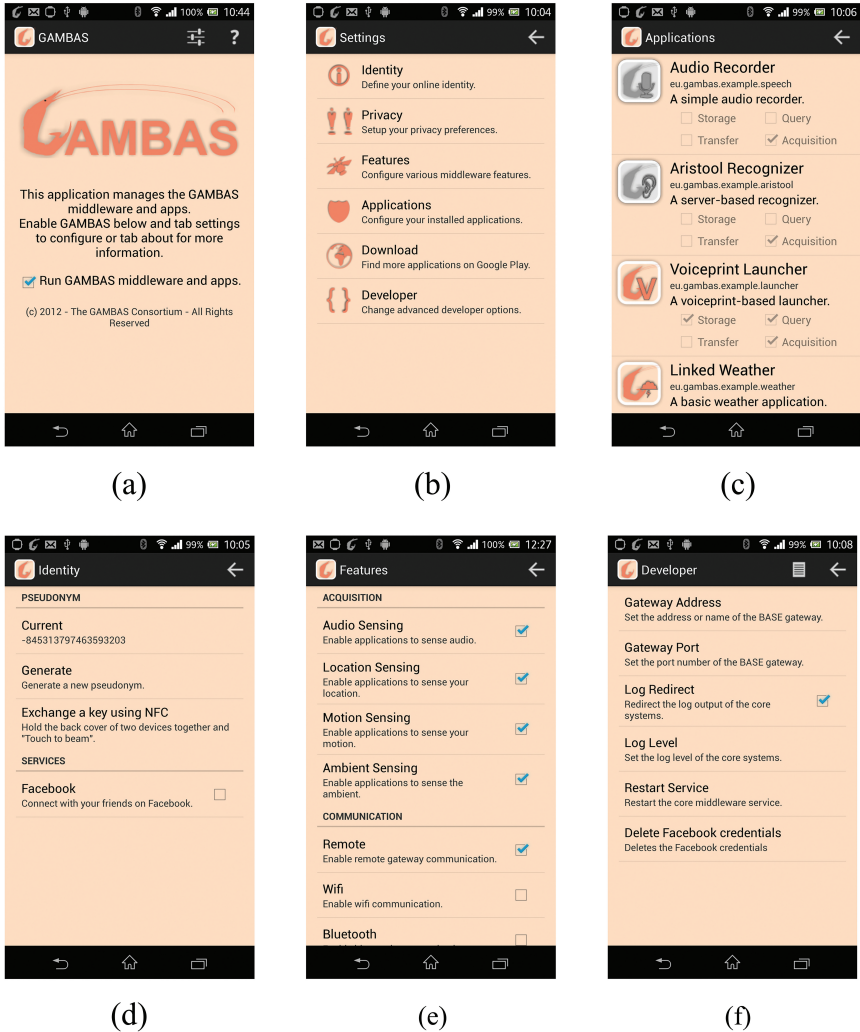 100% 10:44
GAMBAS
?
GAMBAS
This application manages the GAMBAS
middleware and apps.
Enable GAMBAS below and tab settings
to configure or tab about for more
information.
Run GAMBAS middleware and apps.
(c) 2012 - The GAMBAS Consortium - All Rights
Reserved
(a)
99% 10:04
Settings
Identity
Define your online identity.
Privacy
Setup your privacy preferences.
Features
Configure various middleware features.
Applications
Configure your installed applications.
Download
Find more applications on Google Play.
Developer
Change advanced developer options.
(b)
99% 10:06
Applications
Audio Recorder
eu.gambas.example.speech
A simple audio recorder.
Storage Query
Transfer Acquisition
Aristool Recognizer
eu.gambas.example.aristool
A server-based recognizer.
Storage Query
Transfer Acquisition
Voiceprint Launcher
eu.gambas.example.launcher
A voiceprint-based launcher.
Storage Query
Transfer Acquisition
Linked Weather
eu.gambas.example.weather
A basic weather application.
(c)
99% 10:05
Identity
PSEUDONYM
Current
-845313797463593203
Generate
Generate a new pseudonym.
Exchange a key using NFC
Hold the back cover of two devices together and
"Touch to beam".
SERVICES
Facebook
Connect with your friends on Facebook.
(d)
100% 12:27
Features
ACQUISITION
Audio Sensing
Enable applications to sense audio.
Location Sensing
Enable applications to sense your
location.
Motion Sensing
Enable applications to sense your
motion.
Ambient Sensing
Enable applications to sense the
ambient.
COMMUNICATION
Remote
Enable remote gateway communication.
Wifi
Enable wifi communication.
Bluetooth
(e)
99% 10:08
Developer
Gateway Address
Set the address or name of the BASE gateway.
Gateway Port
Set the port number of the BASE gateway.
Log Redirect
Redirect the log output of the core
systems.
Log Level
Set the log level of the core systems.
Restart Service
Restart the core middleware service.
Delete Facebook credentials
Deletes the Facebook credentials
(f)